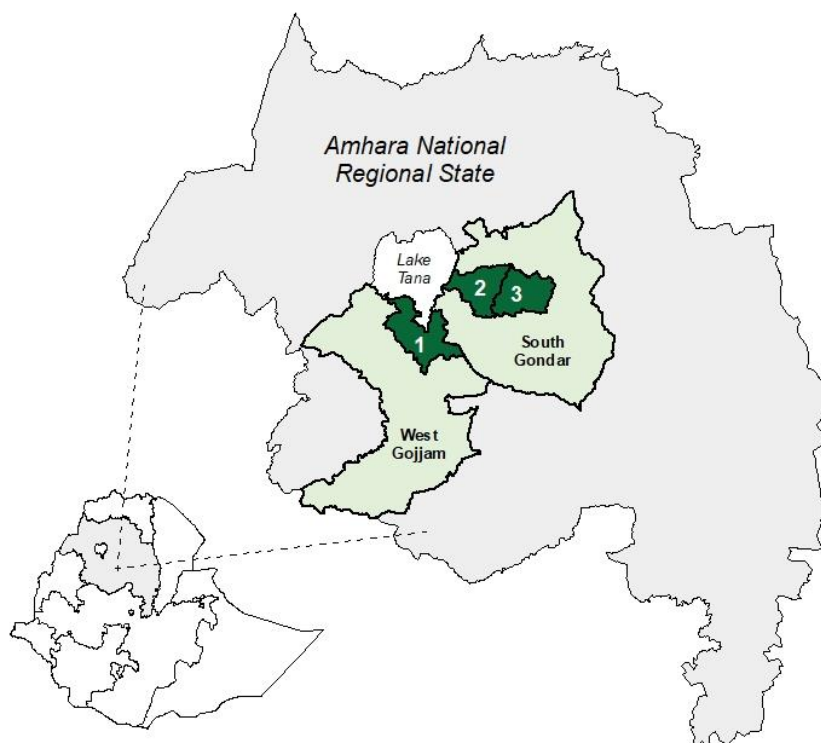 Amhara National
Regional State
Lake
Tana
2
3
1
South
Gondar
West
Gojjam